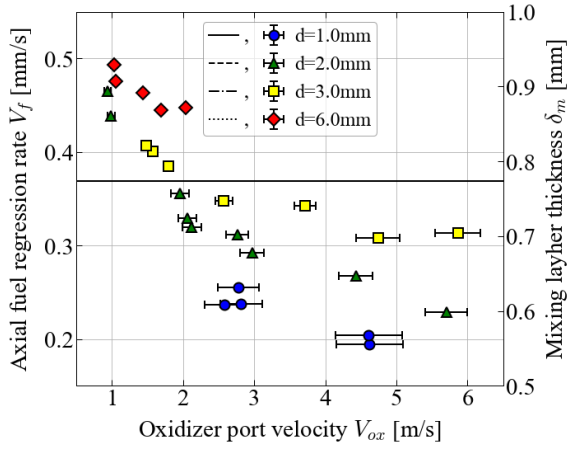 , d=1.0mm
, d=2.0mm
, d=3.0mm
, d=6.0mm
Axial fuel regression rate V_f [mm/s]
0.5
0.4
0.3
0.2
Mixing layher thickness δ_m [mm]
1.0
0.9
0.8
0.7
0.6
0.5
1 2 3 4 5 6
Oxidizer port velocity V_ox [m/s]